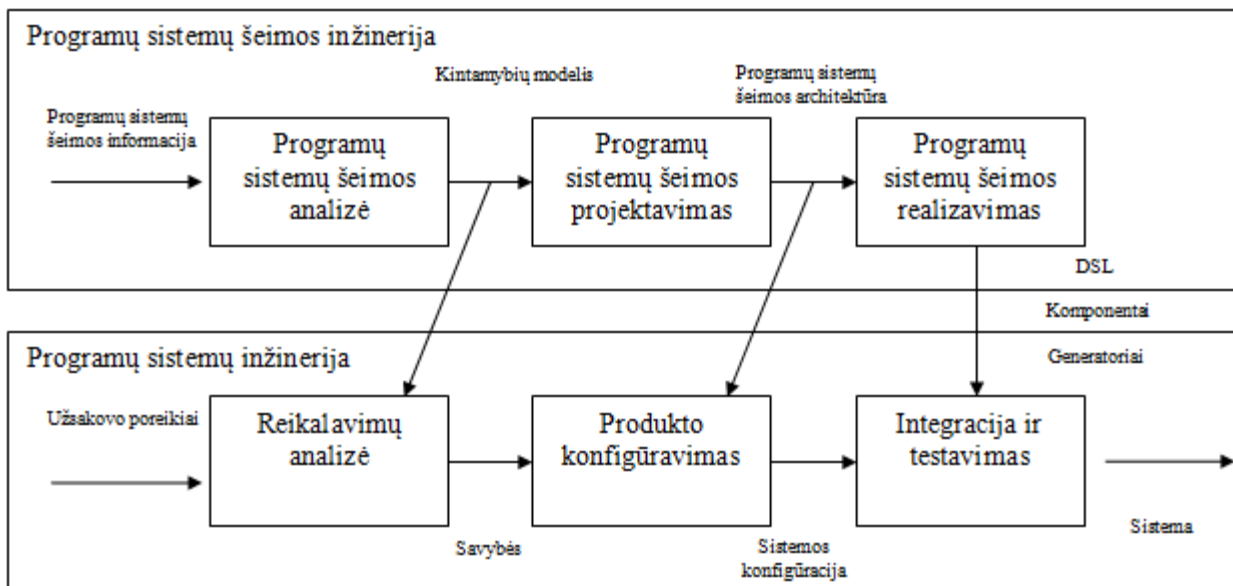 Programų sistemų šeimos inžinerija
Kintamybių modelis
Programų sistemų
šeimos architektūra
Programų sistemų
šeimos informacija
Programų
sistemų šeimos
analizė
Programų
sistemų šeimos
projektavimas
Programų
sistemų šeimos
realizavimas
DSL
Komponentai
Programų sistemų inžinerija
Generatoriai
Užsakovo poreikiai
Reikalavimų
analizė
Produkto
konfigūravimas
Integracija ir
testavimas
Savybės
Sistemos
konfigūracija
Sistema